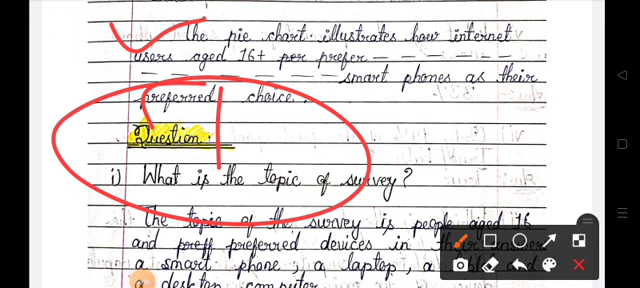 The pie chart illustrates how internet
users aged 16+ per prefer
smart phones as their
preferred choice.
Question
i) What is the topic of survey?
The topic of the survey is people aged 16
and preff preferred devices in their
a smart phone, a laptop, a
a desktop computer